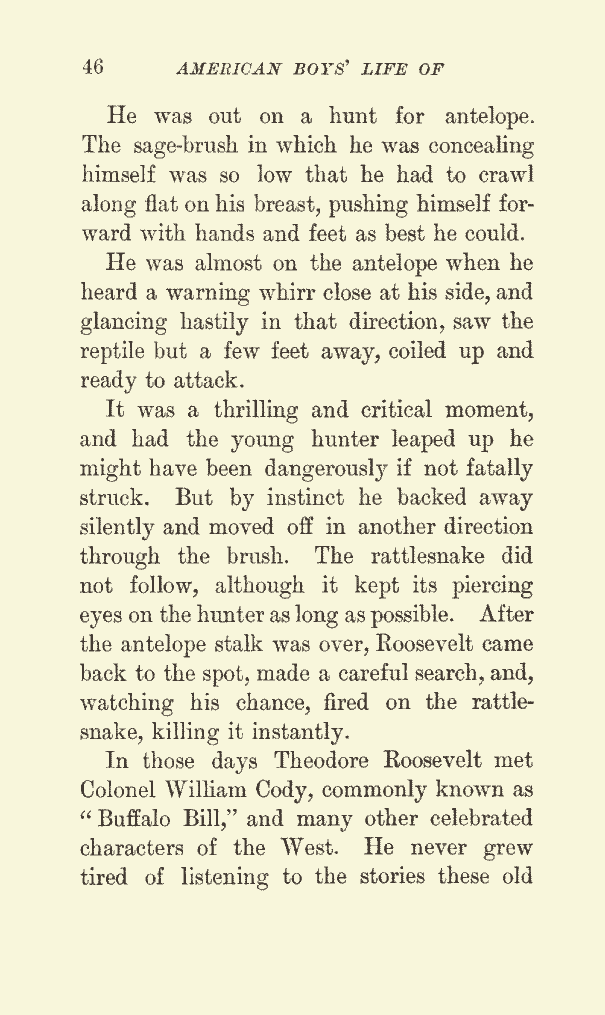 46 AMERICAN BOYS' LIFE OF
He was out on a hunt for antelope.
The sage-brush in which he was concealing
himself was so low that he had to crawl
along flat on his breast, pushing himself for-
ward with hands and feet as best he could.
He was almost on the antelope when he
heard a warning whirr close at his side, and
glancing hastily in that direction, saw the
reptile but a few feet away, coiled up and
ready to attack.
It was a thrilling and critical moment,
and had the young hunter leaped up he
might have been dangerously if not fatally
struck. But by instinct he backed away
silently and moved off in another direction
through the brush. The rattlesnake did
not follow, although it kept its piercing
eyes on the hunter as long as possible. After
the antelope stalk was over, Roosevelt came
back to the spot, made a careful search, and,
watching his chance, fired on the rattle-
snake, killing it instantly.
In those days Theodore Roosevelt met
Colonel William Cody, commonly known as
“Buffalo Bill,” and many other celebrated
characters of the West. He never grew
tired of listening to the stories these old